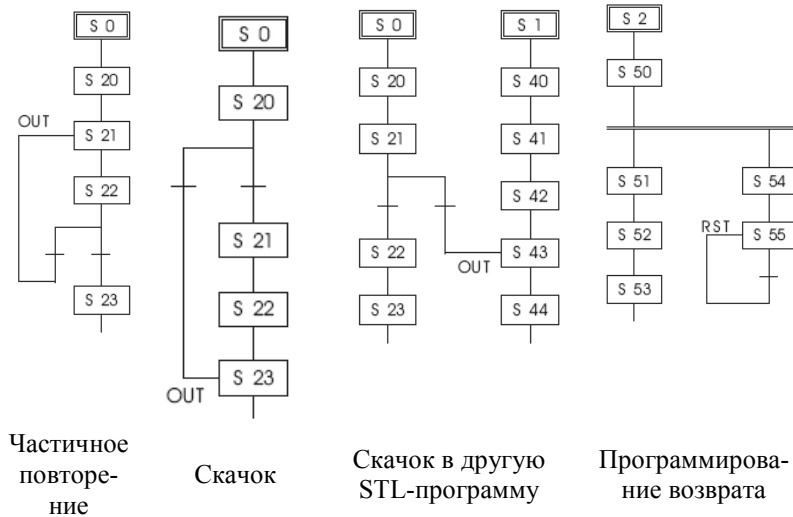 S 0
S 20
OUT
S 21
S 22
S 23
S 0
S 20
S 21
S 22
S 23
OUT
S 0
S 20
S 21
S 22
S 23
S 1
S 40
S 41
S 42
S 43
OUT
S 44
S 2
S 50
S 51
S 52
S 53
S 54
RST
S 55
Частичное
повторе-
ние
Скачок
Скачок в другую
STL-программу
Программирова-
ние возврата